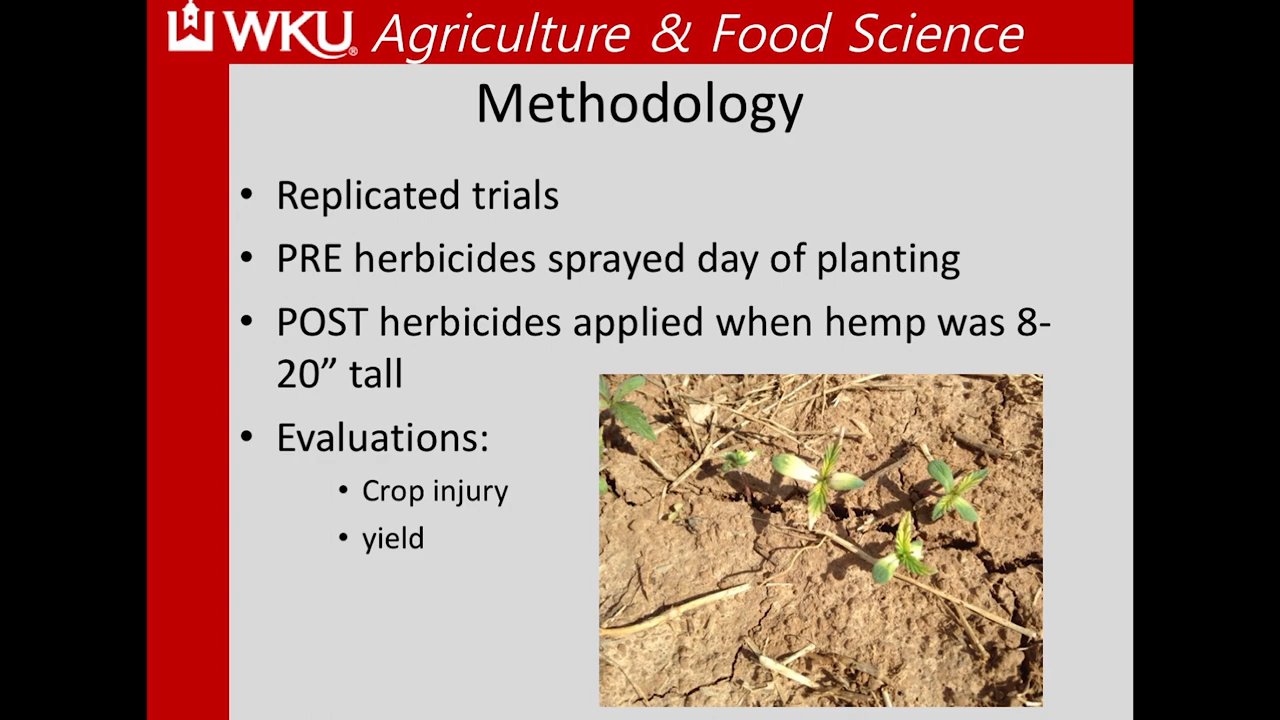 WKU® Agriculture & Food Science
Methodology
• Replicated trials
• PRE herbicides sprayed day of planting
• POST herbicides applied when hemp was 8-
20” tall
• Evaluations:
• Crop injury
• yield